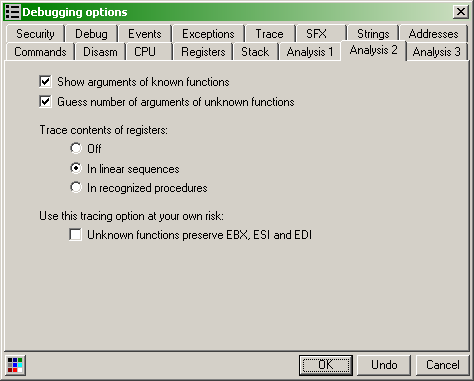 Debugging options
Security Debug Events Exceptions Trace SFX Strings Addresses
Commands Disasm CPU Registers Stack Analysis 1 Analysis 2 Analysis 3
Show arguments of known functions
Guess number of arguments of unknown functions
Trace contents of registers:
Off
In linear sequences
In recognized procedures
Use this tracing option at your own risk:
Unknown functions preserve EBX, ESI and EDI
OK Undo Cancel